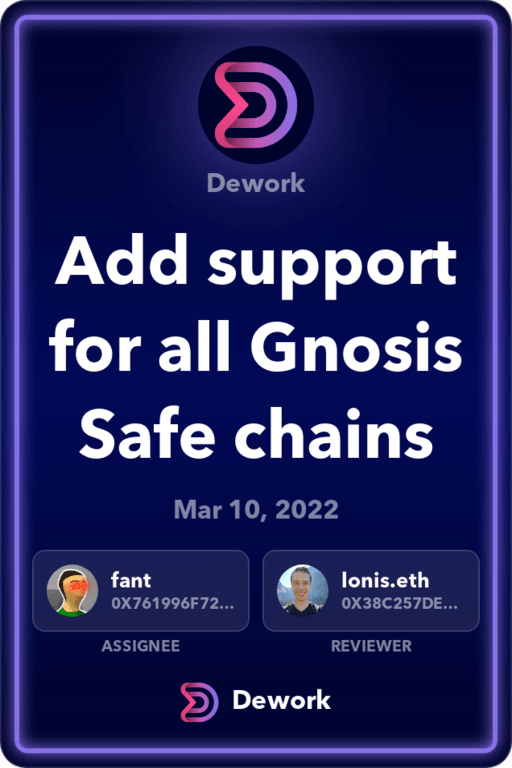 Dework
Add support
for all Gnosis
Safe chains
Mar 10, 2022
fant
0X761996F72...
lonis.eth
0X38C257DE...
ASSIGNEE
REVIEWER
Dework